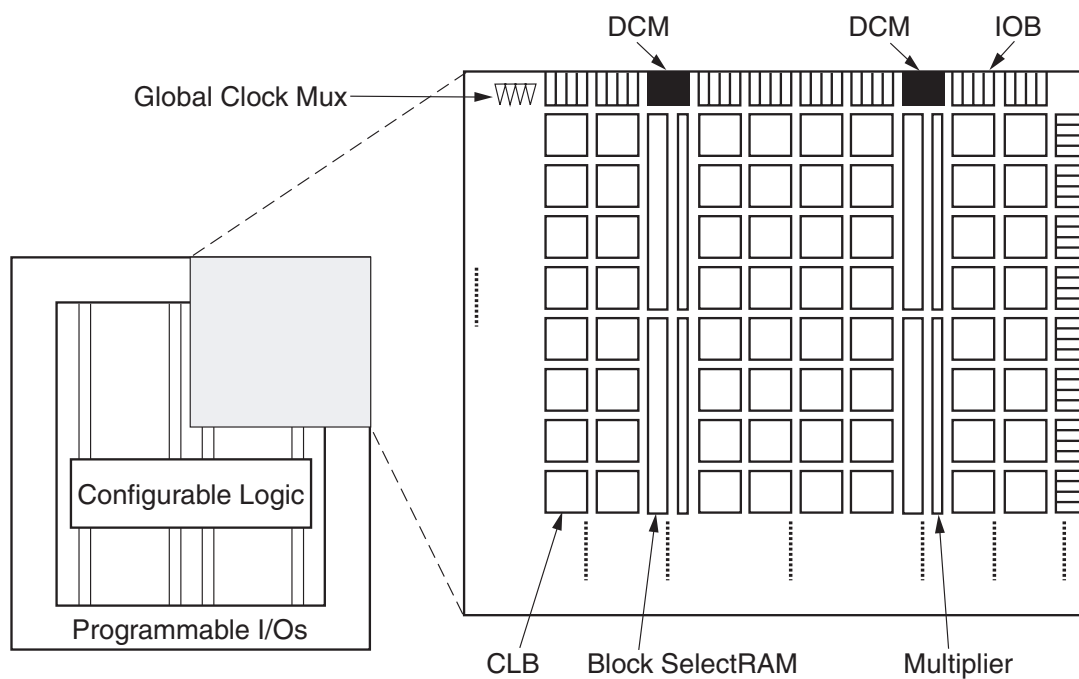 DCM
DCM
IOB
Global Clock Mux
Configurable Logic
Programmable I/Os
CLB
Block SelectRAM
Multiplier